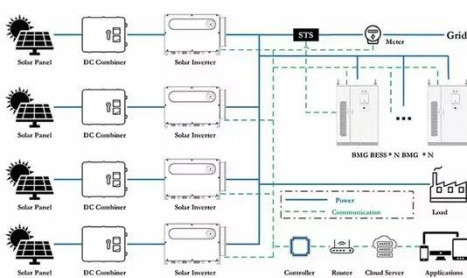 STS
Meter
Grid
Solar Panel
DC Combiner
Solar Inverter
Solar Panel
DC Combiner
Solar Inverter
BMG BESS * N BMG * N
Solar Panel
DC Combiner
Solar Inverter
Power
Communication
Load
Solar Panel
DC Combiner
Solar Inverter
Controller
Router
Cloud Server
Applications